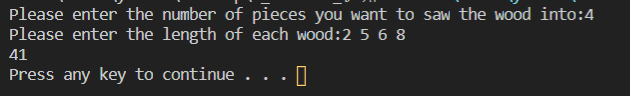 Please enter the number of pieces you want to saw the wood into:4
Please enter the length of each wood:2 5 6 8
41
Press any key to continue . . .